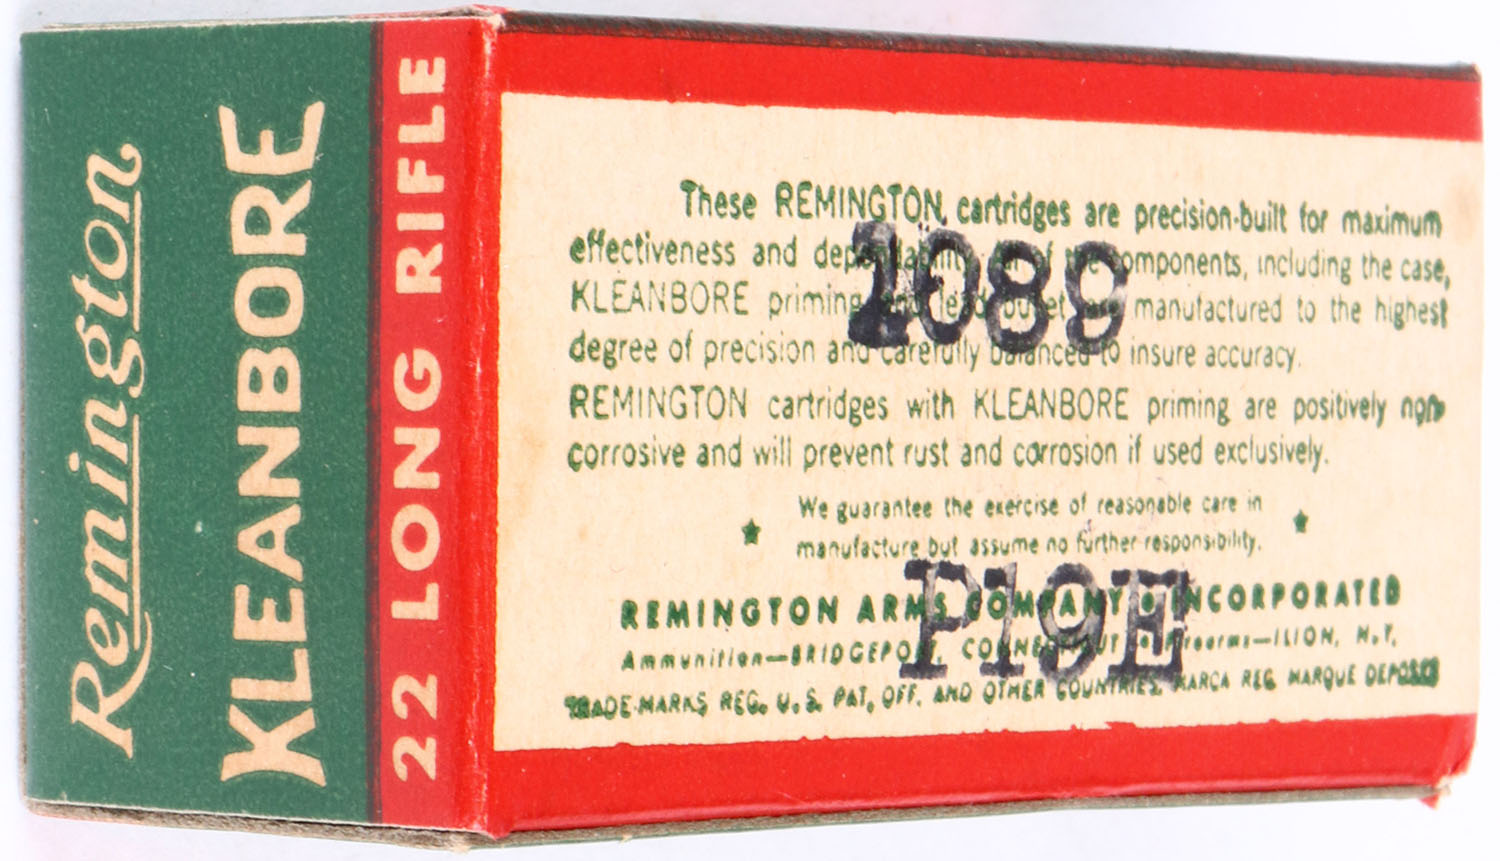 Remington
KLEANBORE
22 LONG RIFLE
These REMINGTON cartridges are precision-built for maximum
effectiveness and dependability. All of the components, including the case,
KLEANBORE priming and lead bullet are manufactured to the highest
degree of precision and carefully balanced to insure accuracy.
REMINGTON cartridges with KLEANBORE priming are positively non-
corrosive and will prevent rust and corrosion if used exclusively.
We guarantee the exercise of reasonable care in
manufacture but assume no further responsibility.
REMINGTON ARMS COMPANY • INCORPORATED
Ammunition—BRIDGEPORT, CONNECTICUT • Firearms—ILION, N.Y.
TRADE-MARKS REG. U.S. PAT. OFF. AND OTHER COUNTRIES MARCA REG MARQUE DEPOSÉE
1089
P19E